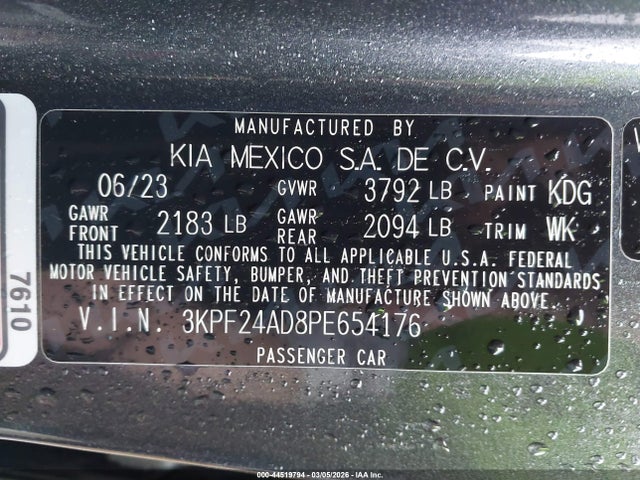 MANUFACTURED BY
KIA MEXICO S.A. DE C.V.
06/23 GVWR 3792 LB PAINT KDG
GAWR FRONT 2183 LB GAWR REAR 2094 LB TRIM WK
THIS VEHICLE CONFORMS TO ALL APPLICABLE U.S.A. FEDERAL
MOTOR VEHICLE SAFETY, BUMPER, AND THEFT PREVENTION STANDARDS
IN EFFECT ON THE DATE OF MANUFACTURE SHOWN ABOVE.
V.I.N. 3KPF24AD8PE654176
PASSENGER CAR
7610
000-44519794 - 03/05/2026 - IAA Inc.